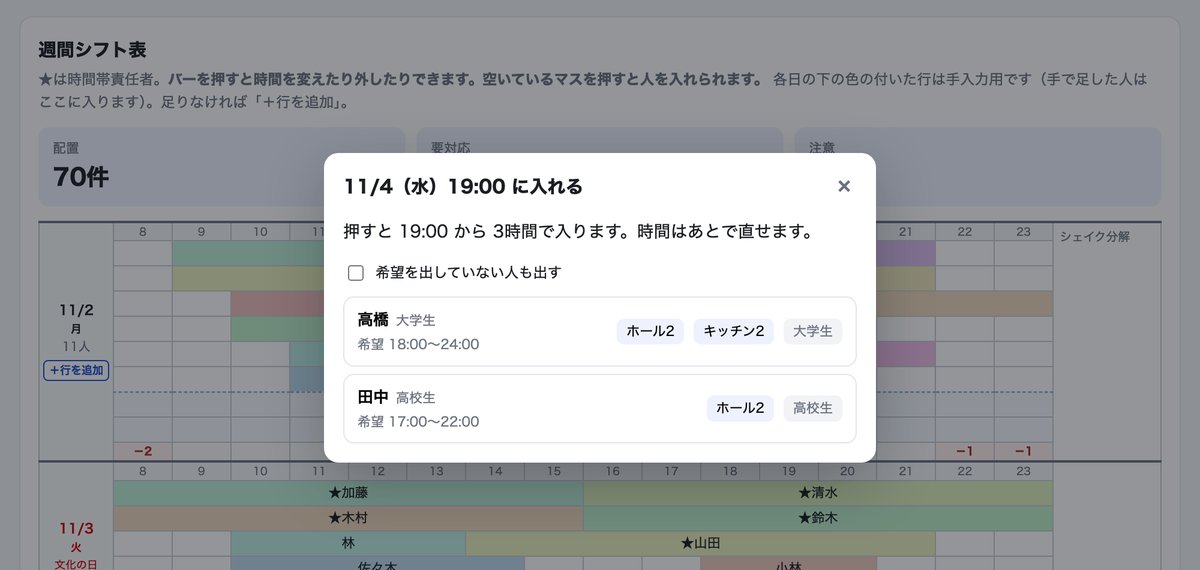 週間シフト表
★は時間帯責任者。バーを押すと時間を変えたり外したりできます。空いているマスを押すと人を入れられます。 各日の下の色の付いた行は手入力用です（手で足した人は
ここに入ります）。足りなければ「＋行を追加」。
配置
要対応
注意
70件
11/4（水）19:00 に入れる
×
押すと 19:00 から 3時間で入ります。時間はあとで直せます。
希望を出していない人も出す
高橋 大学生
希望 18:00〜24:00
ホール2 キッチン2 大学生
田中 高校生
希望 17:00〜22:00
ホール2 高校生
8 9 10 11 21 22 23 シェイク分解
11/2
月
11人
＋行を追加
−2 −1 −1
8 9 10 11 12 13 14 15 16 17 18 19 20 21 22 23
★加藤 ★清水
★木村 ★鈴木
11/3
火
文化の日
林 ★山田
佐々木 小林